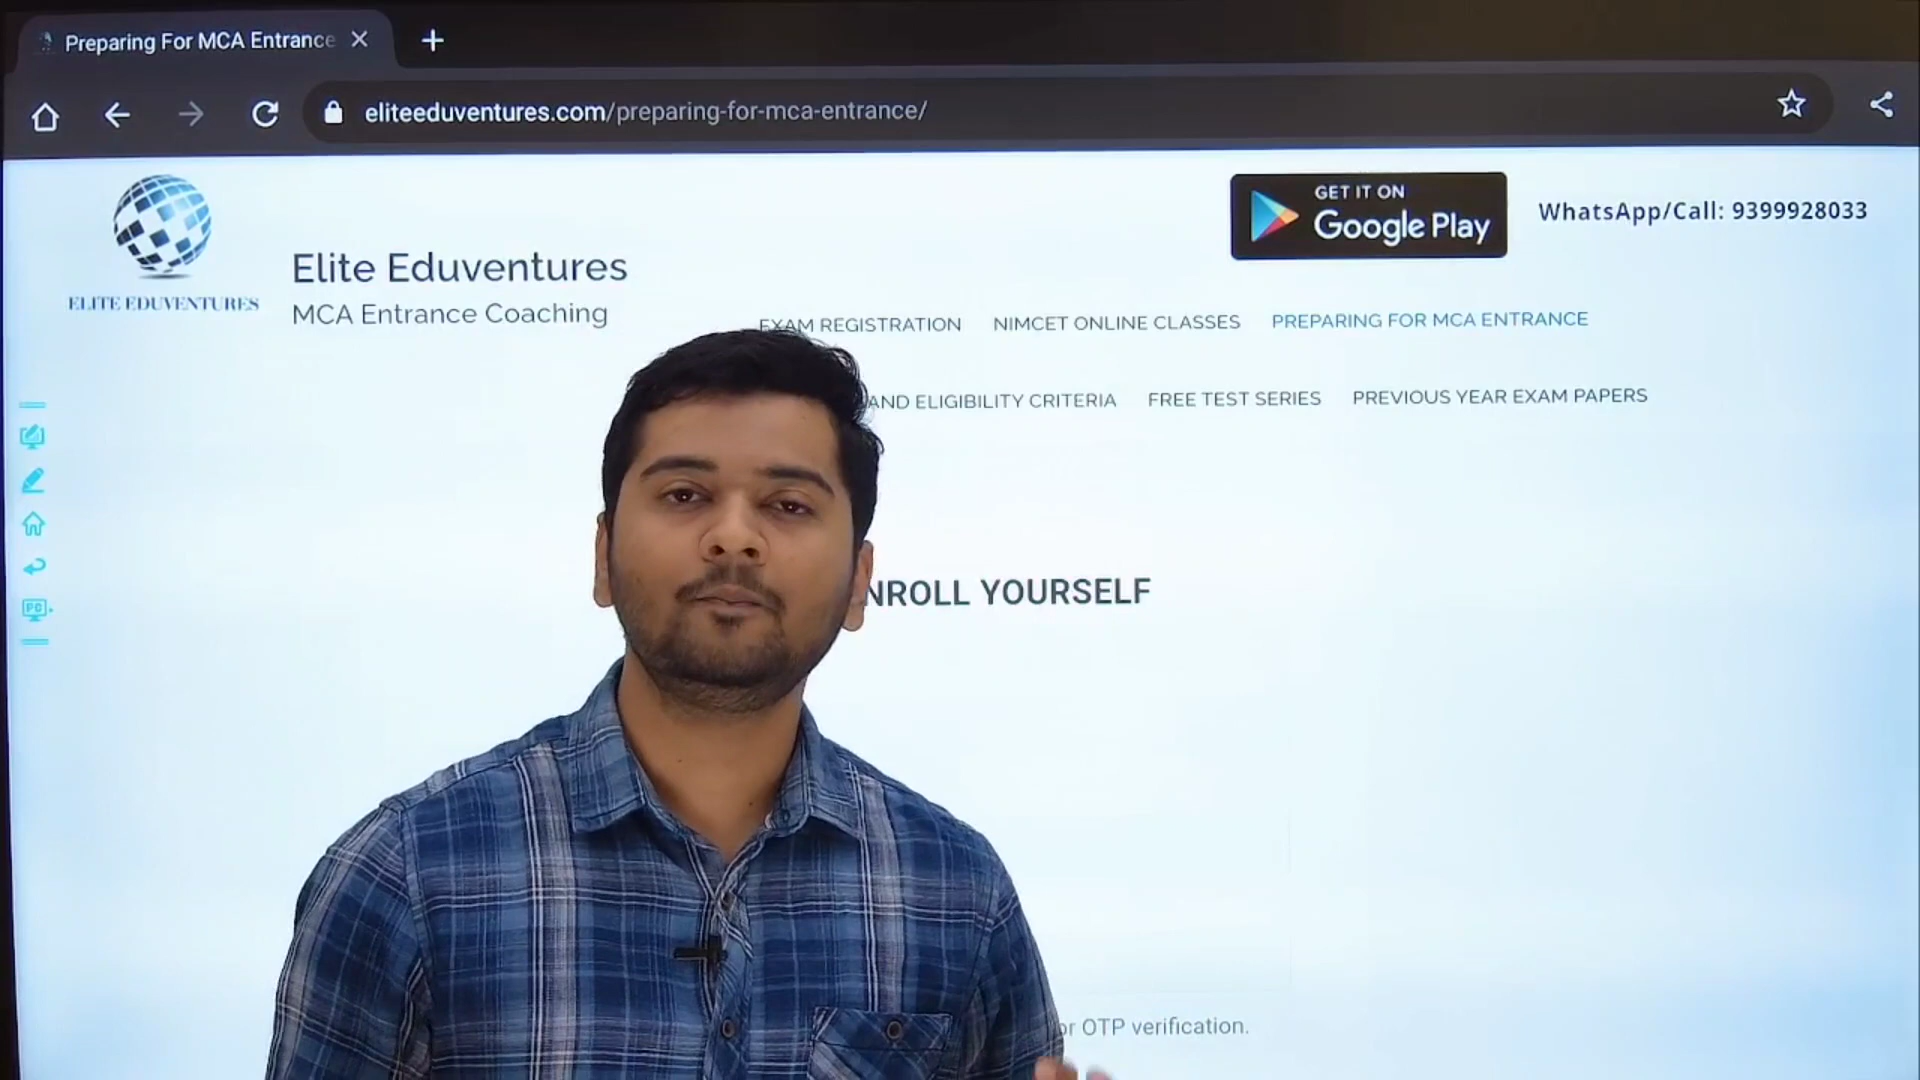 Preparing For MCA Entrance
eliteeduventures.com/preparing-for-mca-entrance/
GET IT ON
Google Play
WhatsApp/Call: 9399928033
ELITE EDUVENTURES
Elite Eduventures
MCA Entrance Coaching
EXAM REGISTRATION NIMCET ONLINE CLASSES PREPARING FOR MCA ENTRANCE
AND ELIGIBILITY CRITERIA FREE TEST SERIES PREVIOUS YEAR EXAM PAPERS
NROLL YOURSELF
PC
or OTP verification.